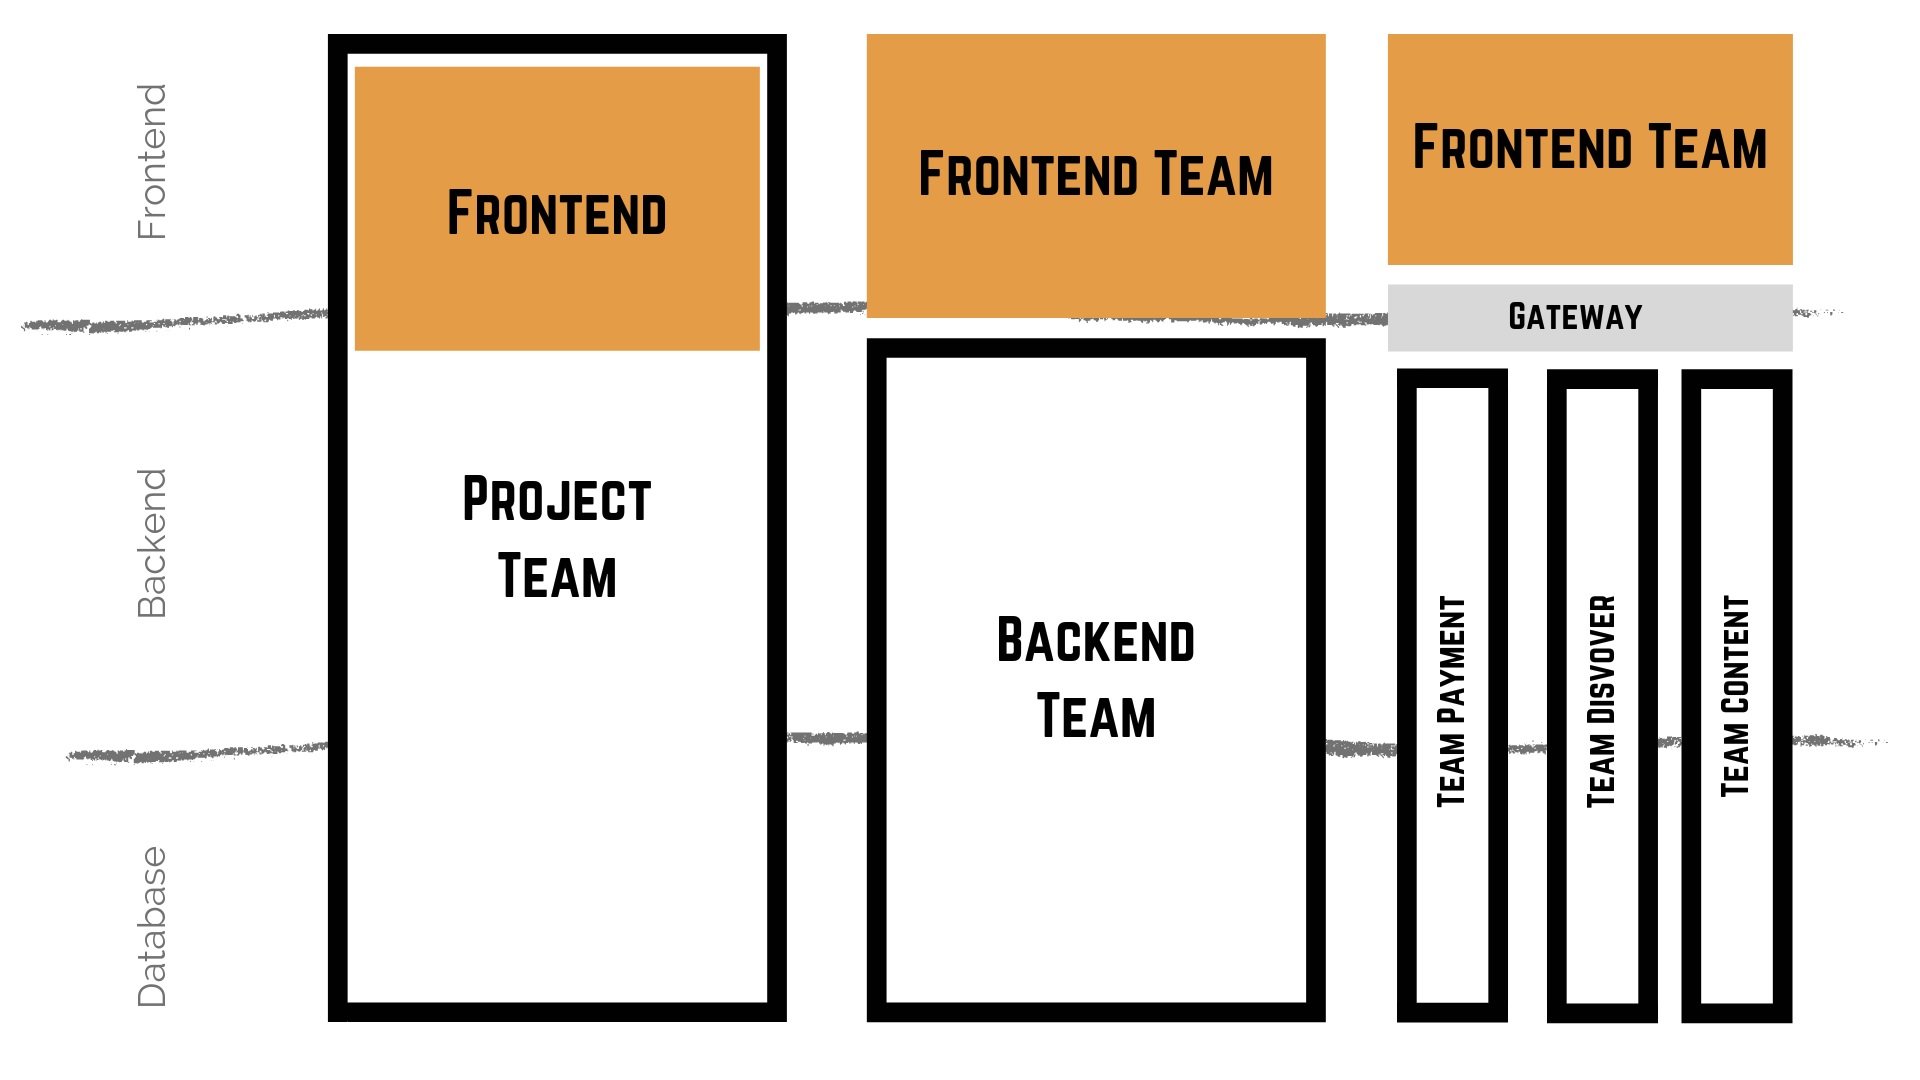 Frontend
Backend
Database
Frontend
Project
Team
Frontend Team
Backend
Team
Frontend Team
Gateway
Team Payment
Team Disvover
Team Content